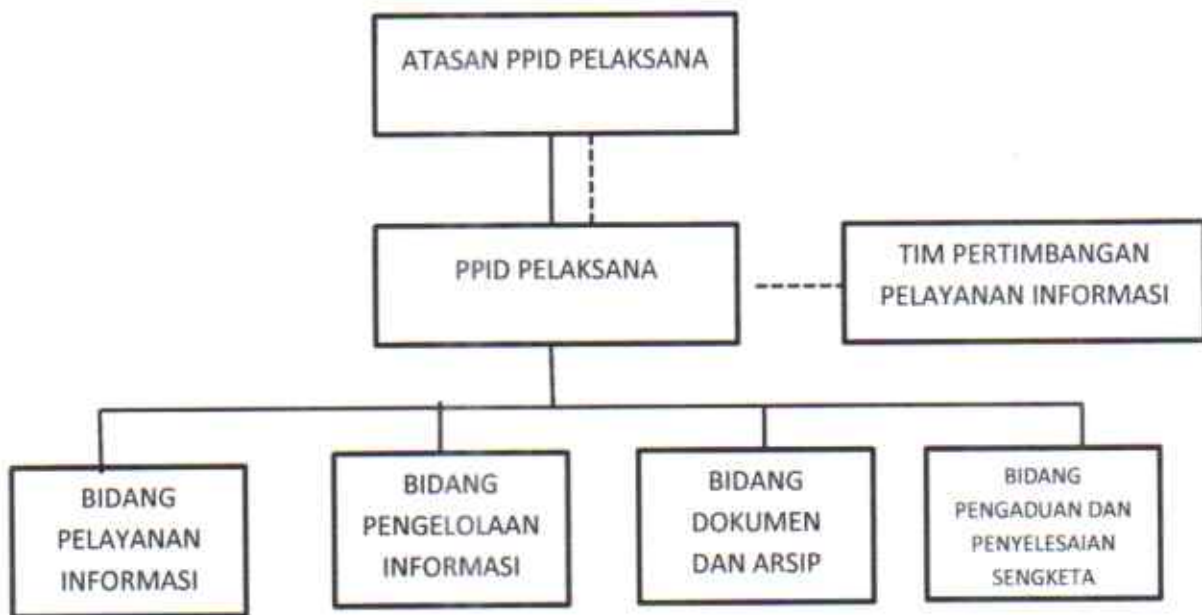 ATASAN PPID PELAKSANA
PPID PELAKSANA
TIM PERTIMBANGAN
PELAYANAN INFORMASI
BIDANG
PELAYANAN
INFORMASI
BIDANG
PENGELOLAAN
INFORMASI
BIDANG
DOKUMEN
DAN ARSIP
BIDANG
PENGADUAN DAN
PENYELESAIAN
SENGKETA